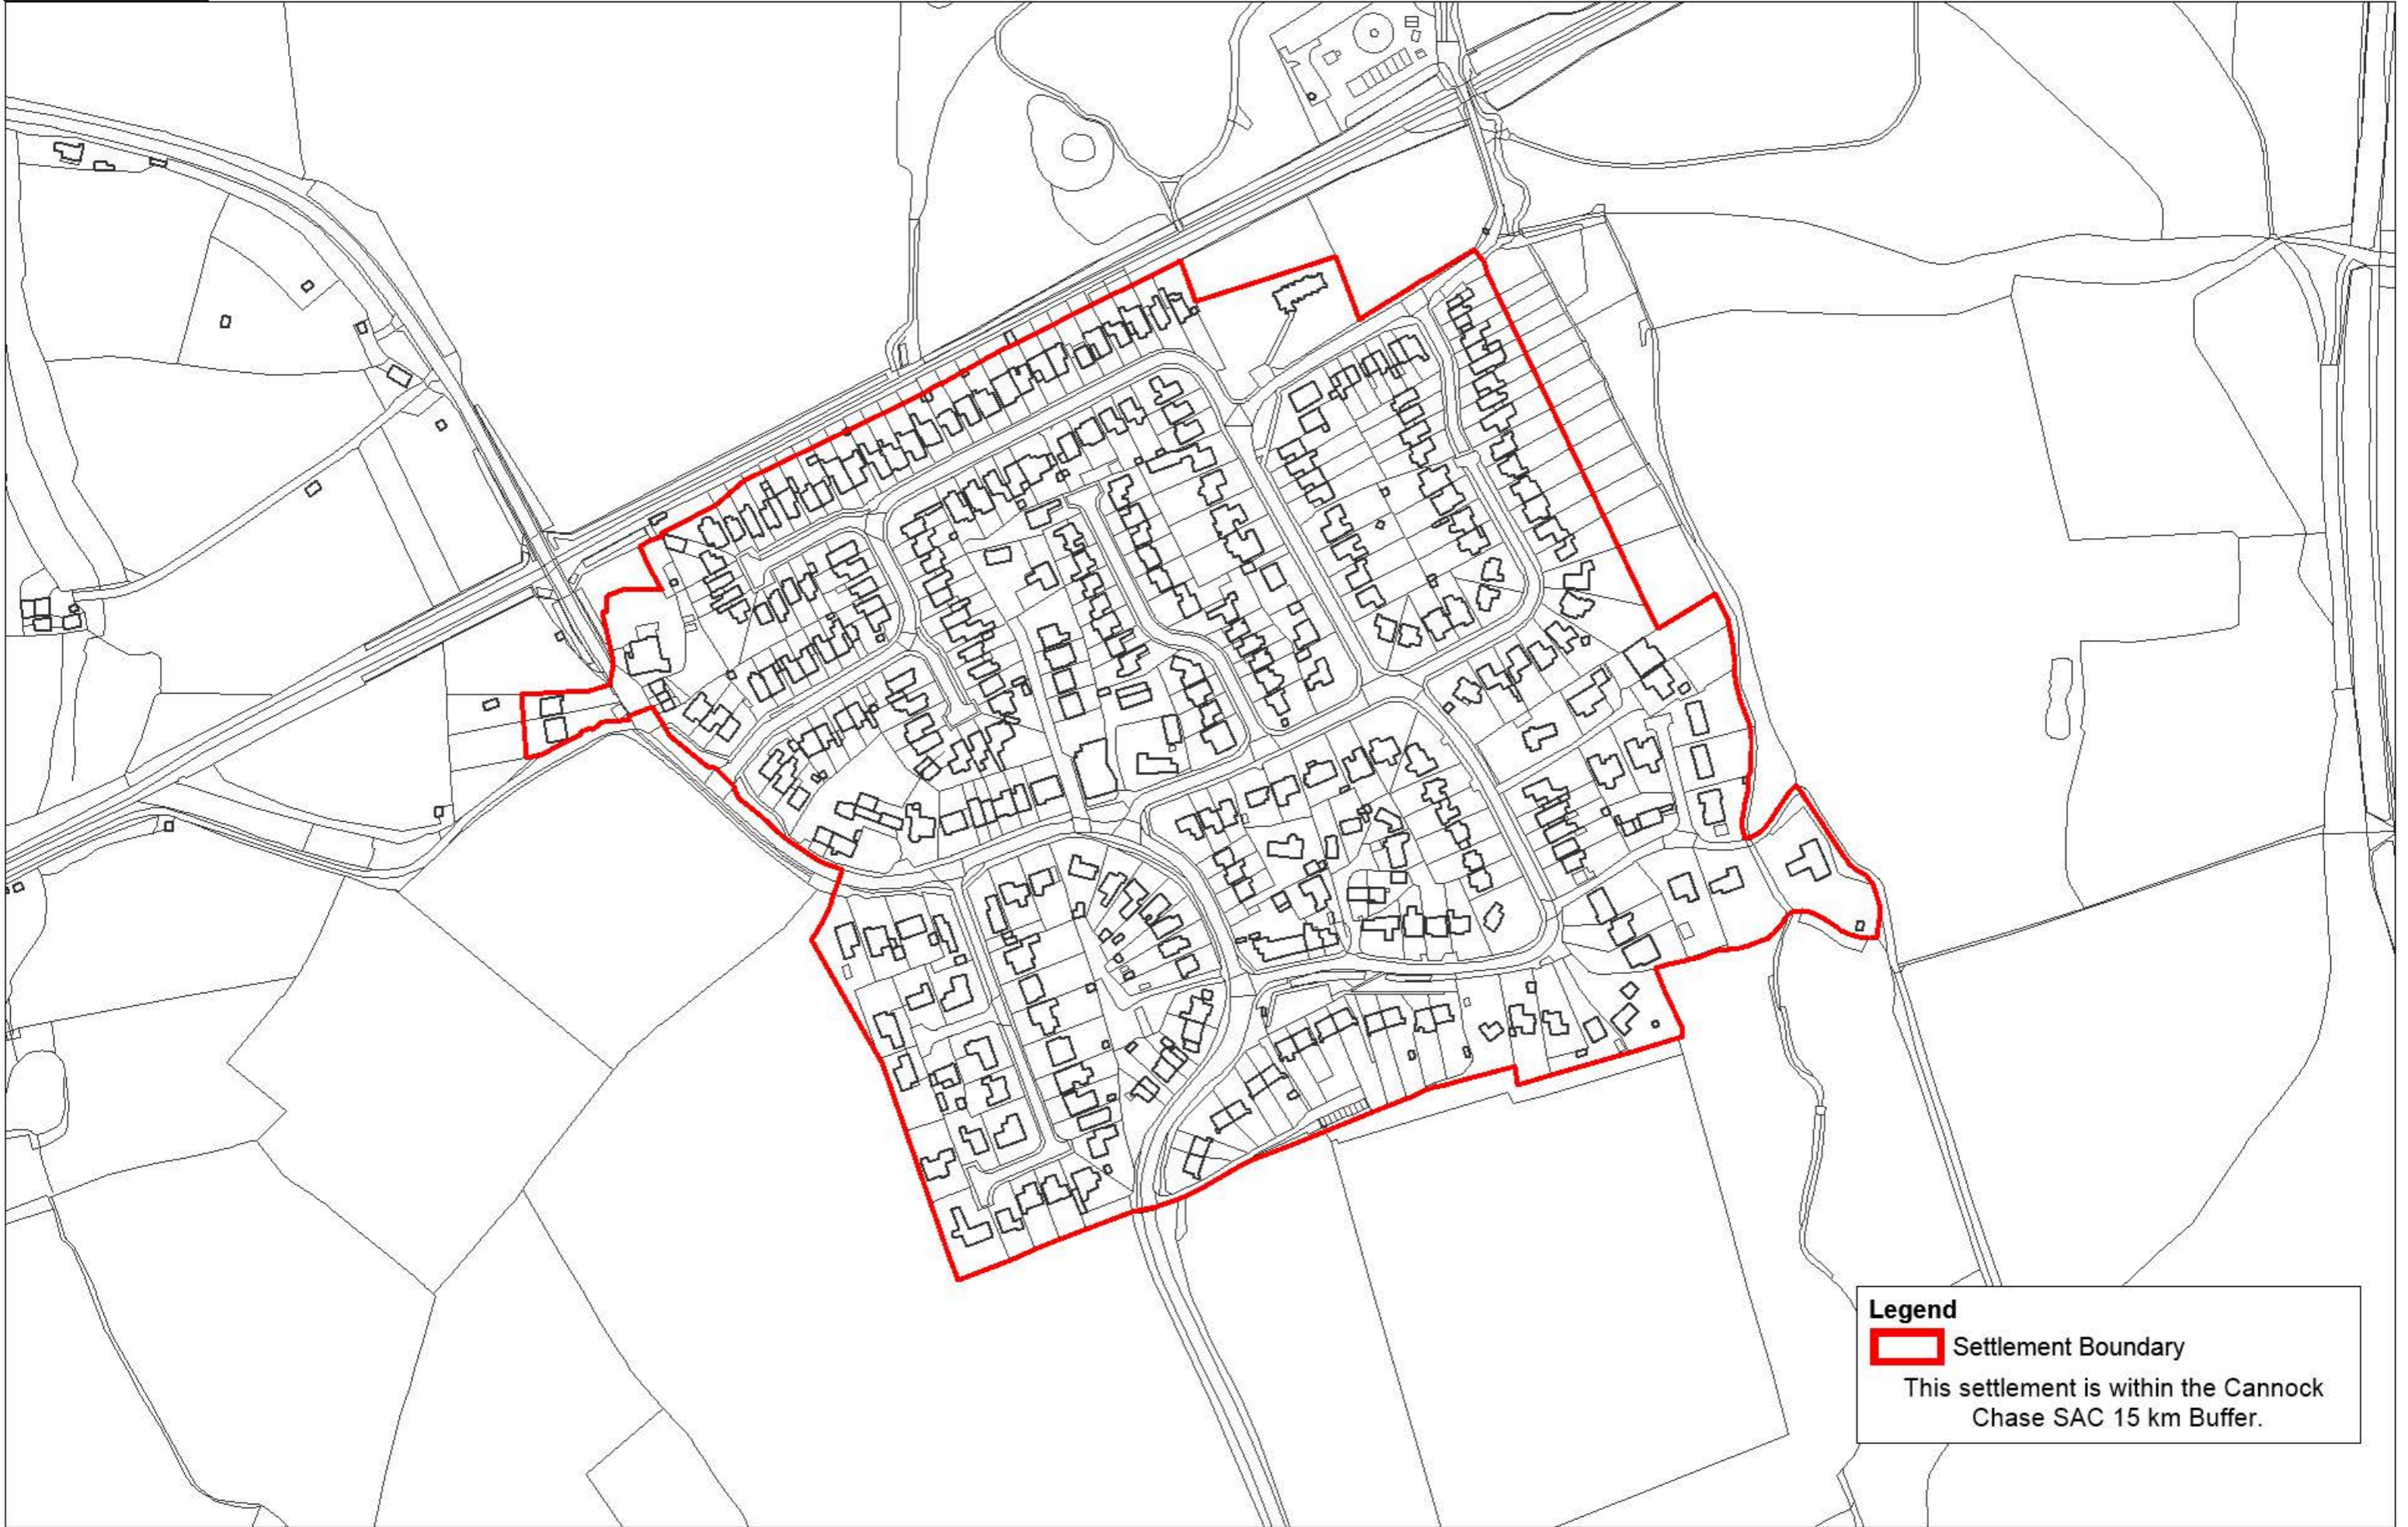 Legend
Settlement Boundary
This settlement is within the Cannock
Chase SAC 15 km Buffer.